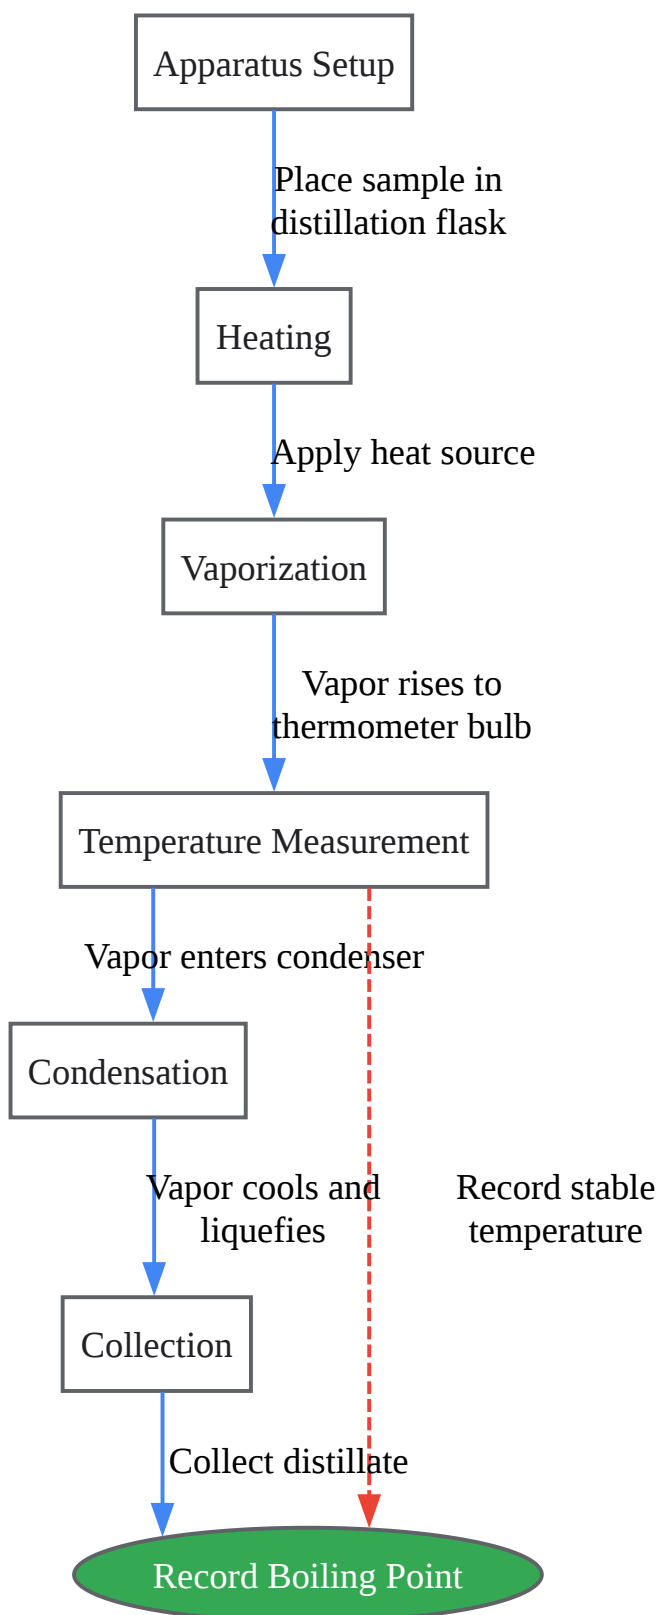 Apparatus Setup
Place sample in
distillation flask
Heating
Apply heat source
Vaporization
Vapor rises to
thermometer bulb
Temperature Measurement
Vapor enters condenser
Condensation
Vapor cools and
liquefies
Record stable
temperature
Collection
Collect distillate
Record Boiling Point